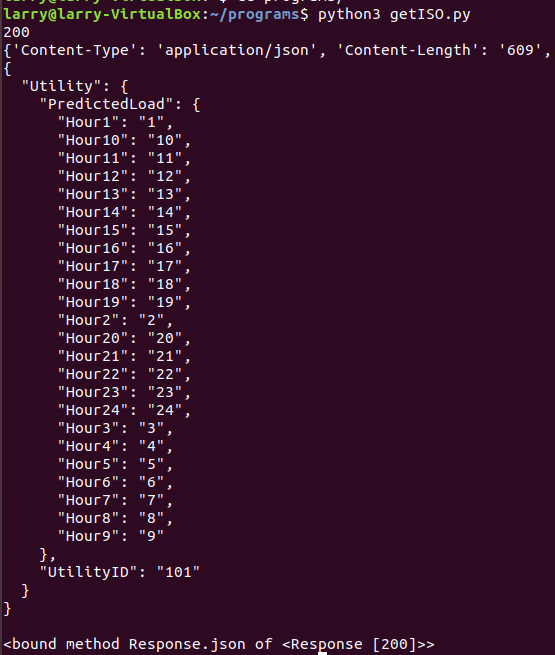 larry@larry-VirtualBox:~/programs$ python3 getISO.py
200
{'Content-Type': 'application/json', 'Content-Length': '609',
{
  "Utility": {
    "PredictedLoad": {
      "Hour1": "1",
      "Hour10": "10",
      "Hour11": "11",
      "Hour12": "12",
      "Hour13": "13",
      "Hour14": "14",
      "Hour15": "15",
      "Hour16": "16",
      "Hour17": "17",
      "Hour18": "18",
      "Hour19": "19",
      "Hour2": "2",
      "Hour20": "20",
      "Hour21": "21",
      "Hour22": "22",
      "Hour23": "23",
      "Hour24": "24",
      "Hour3": "3",
      "Hour4": "4",
      "Hour5": "5",
      "Hour6": "6",
      "Hour7": "7",
      "Hour8": "8",
      "Hour9": "9"
    },
    "UtilityID": "101"
  }
}
<bound method Response.json of <Response [200]>>